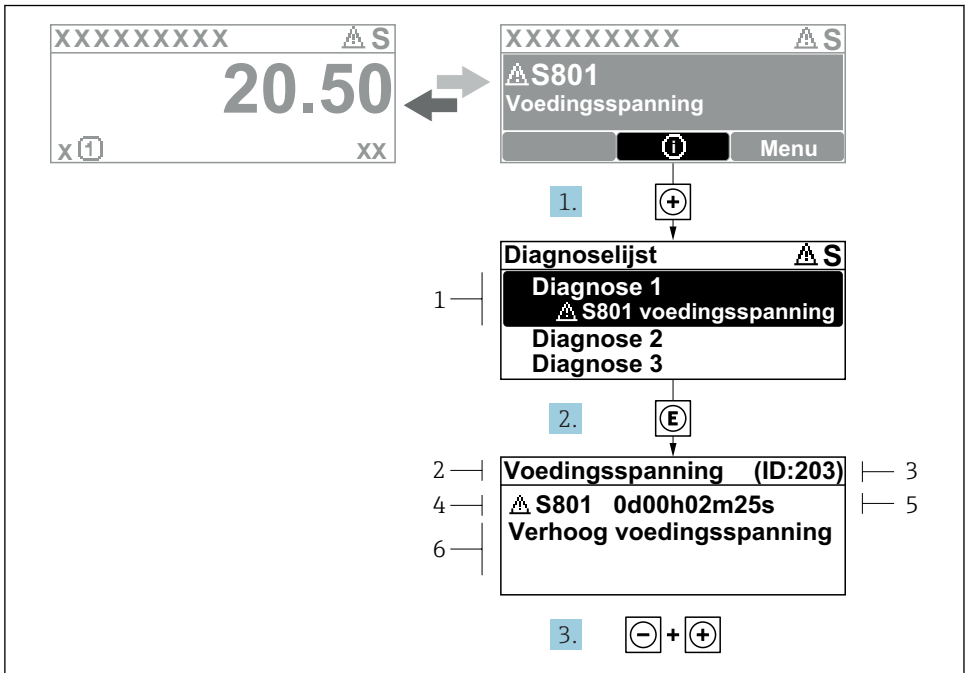 XXXXXXXXX ⚠ S
20.50
x 1 xx
XXXXXXXXX ⚠ S
⚠ S801
Voedingsspanning
i Menu
1. +
Diagnoselijst ⚠ S
1
Diagnose 1
⚠ S801 voedingsspanning
Diagnose 2
Diagnose 3
2. E
2 Voedingsspanning (ID:203) 3
4 ⚠ S801 0d00h02m25s 5
6 Verhoog voedingsspanning
3. - + +